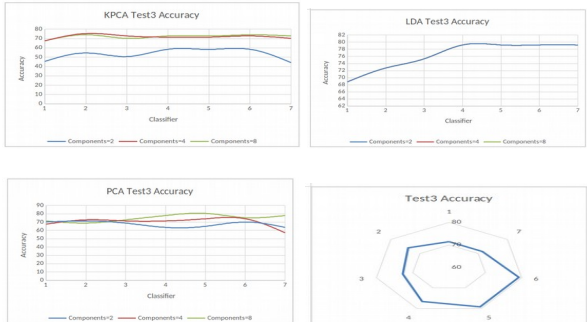 KPCA Test3 Accuracy
80
70
60
50
40
30
20
10
0
Accuracy
1 2 3 4 5 6 7
Classifier
Components=2 Components=4 Components=8
LDA Test3 Accuracy
82
80
78
76
74
72
70
68
66
64
62
Accuracy
1 2 3 4 5 6 7
Classifier
Components=2 Components=4 Components=8
PCA Test3 Accuracy
90
80
70
60
50
40
30
20
10
0
Accuracy
1 2 3 4 5 6 7
Classifier
Components=2 Components=4 Components=8
Test3 Accuracy
1
80
2 7
70
60
3 6
4 5